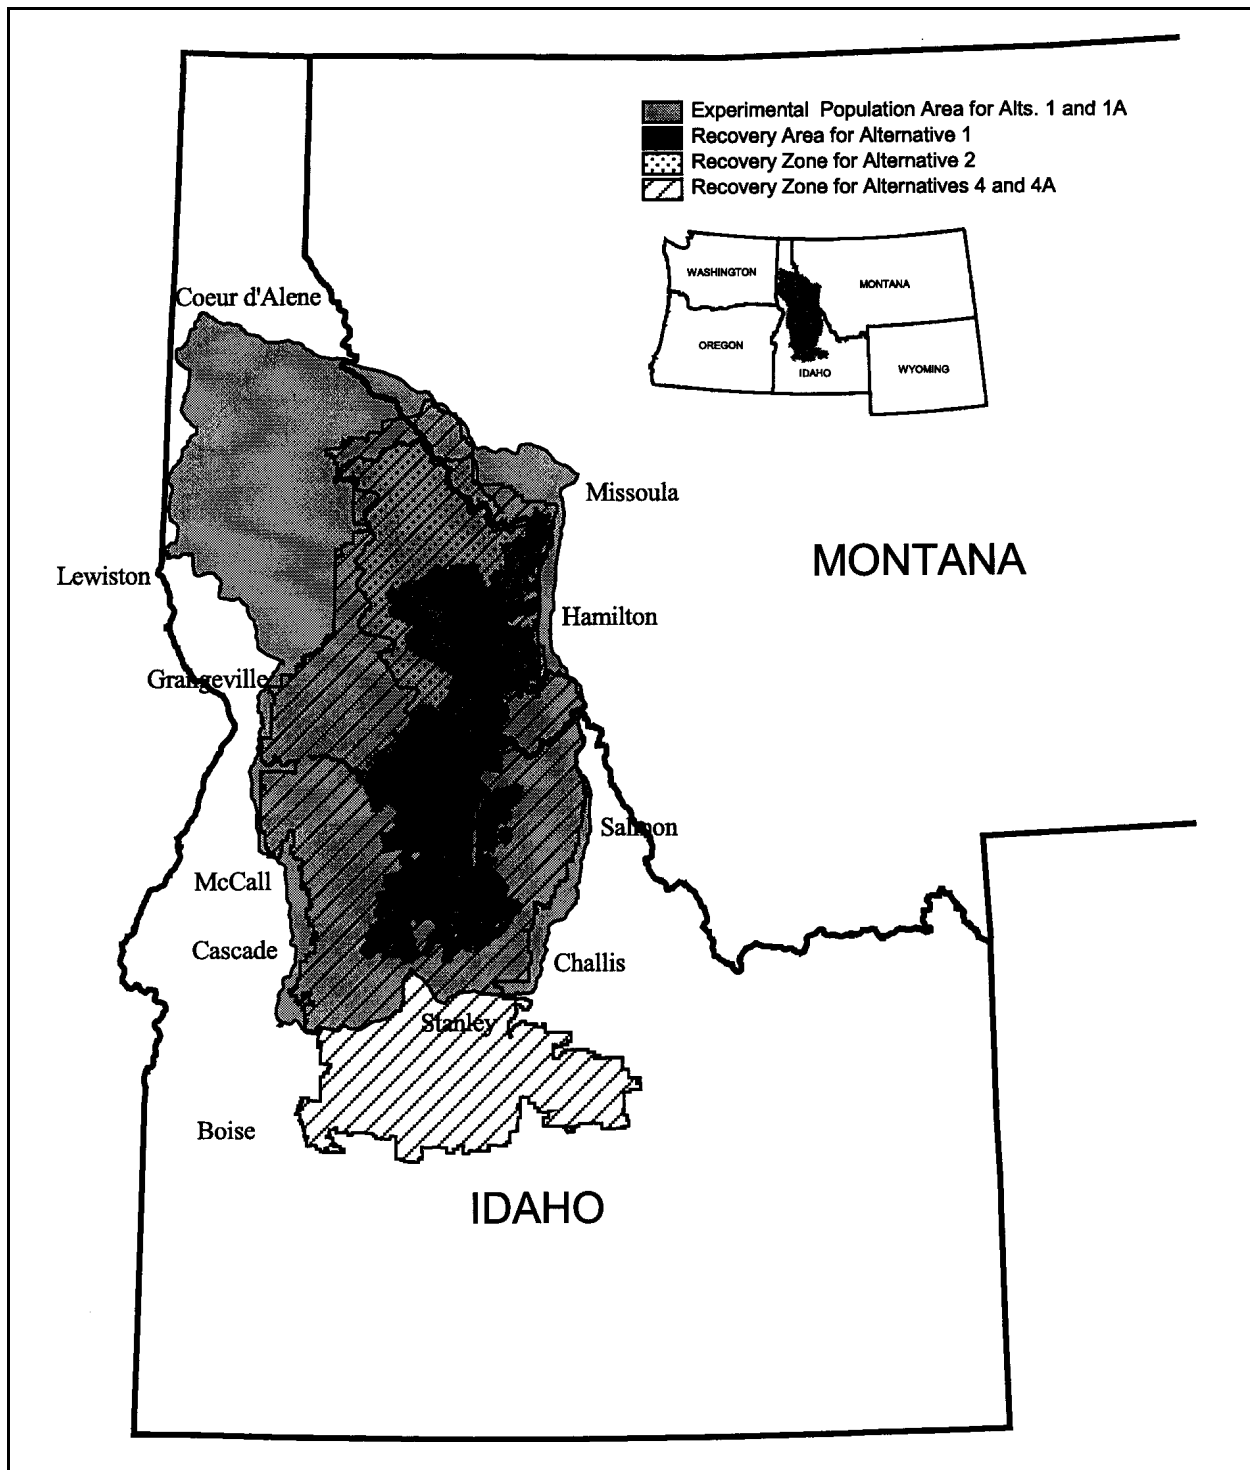 Experimental Population Area for Alts. 1 and 1A
Recovery Area for Alternative 1
Recovery Zone for Alternative 2
Recovery Zone for Alternatives 4 and 4A
WASHINGTON
MONTANA
OREGON
IDAHO
WYOMING
Coeur d'Alene
Missoula
MONTANA
Lewiston
Hamilton
Grangeville
Salmon
McCall
Cascade
Challis
Stanley
Boise
IDAHO